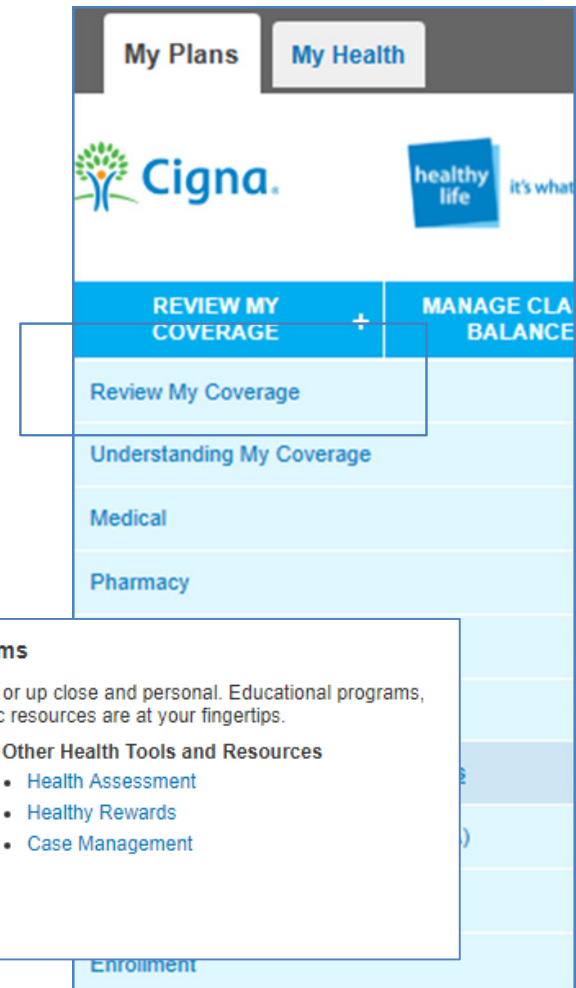 My Plans My Health
Cigna.
healthy
life it's what
REVIEW MY
COVERAGE + MANAGE CLA
BALANCE
Review My Coverage
Understanding My Coverage
Medical
Pharmacy
ms
or up close and personal. Educational programs,
c resources are at your fingertips.
Other Health Tools and Resources
• Health Assessment
• Healthy Rewards
• Case Management
s
)
Enrollment